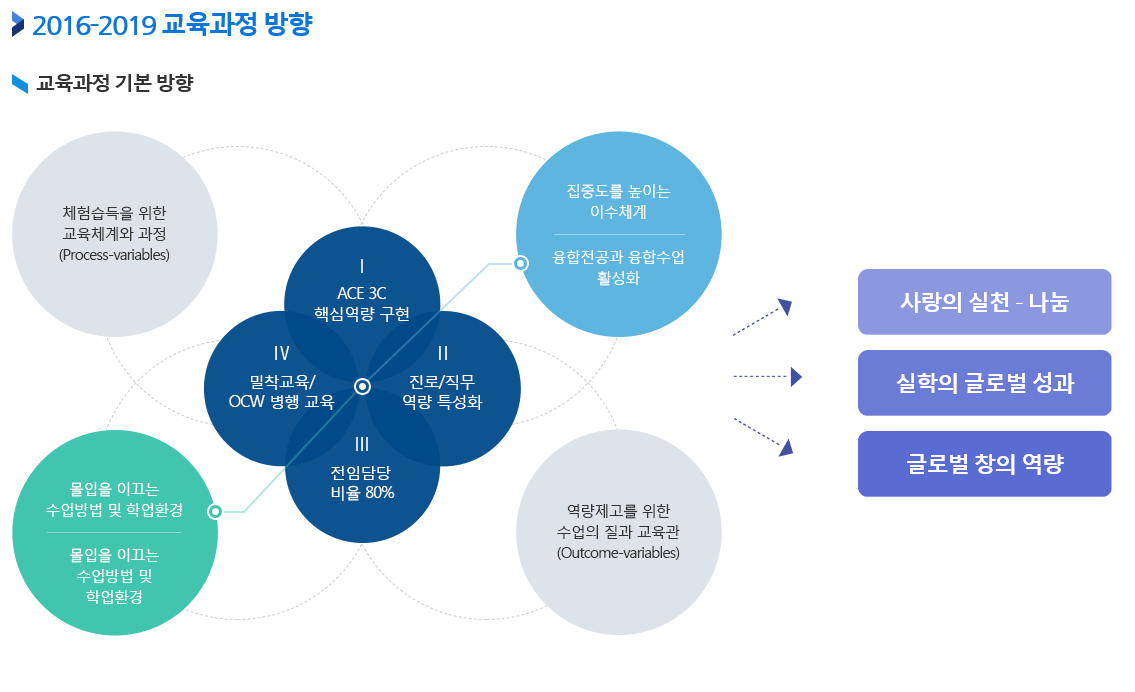 2016-2019 교육과정 방향
교육과정 기본 방향
체험습득을 위한
교육체계와 과정
(Process-variables)
집중도를 높이는
이수체계
융합전공과 융합수업
활성화
I
ACE 3C
핵심역량 구현
IV
밀착교육/
OCW 병행 교육
II
진로/직무
역량 특성화
III
전임담당
비율 80%
몰입을 이끄는
수업방법 및 학업환경
몰입을 이끄는
수업방법 및
학업환경
역량제고를 위한
수업의 질과 교육관
(Outcome-variables)
사랑의 실천 - 나눔
실학의 글로벌 성과
글로벌 창의 역량